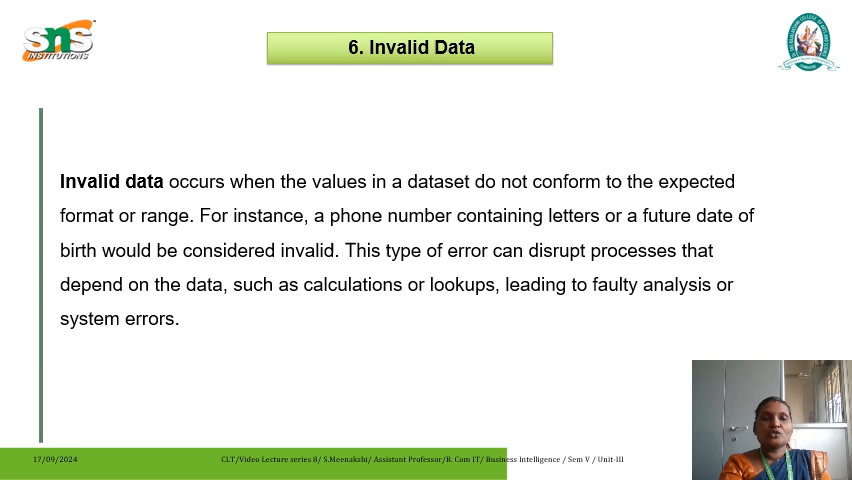 SNS
INSTITUTIONS
6. Invalid Data
Invalid data occurs when the values in a dataset do not conform to the expected
format or range. For instance, a phone number containing letters or a future date of
birth would be considered invalid. This type of error can disrupt processes that
depend on the data, such as calculations or lookups, leading to faulty analysis or
system errors.
17/09/2024
CLT/Video Lecture series 8/ S.Meenakshi/ Assistant Professor/B. Com IT/ Business Intelligence / Sem V / Unit-III